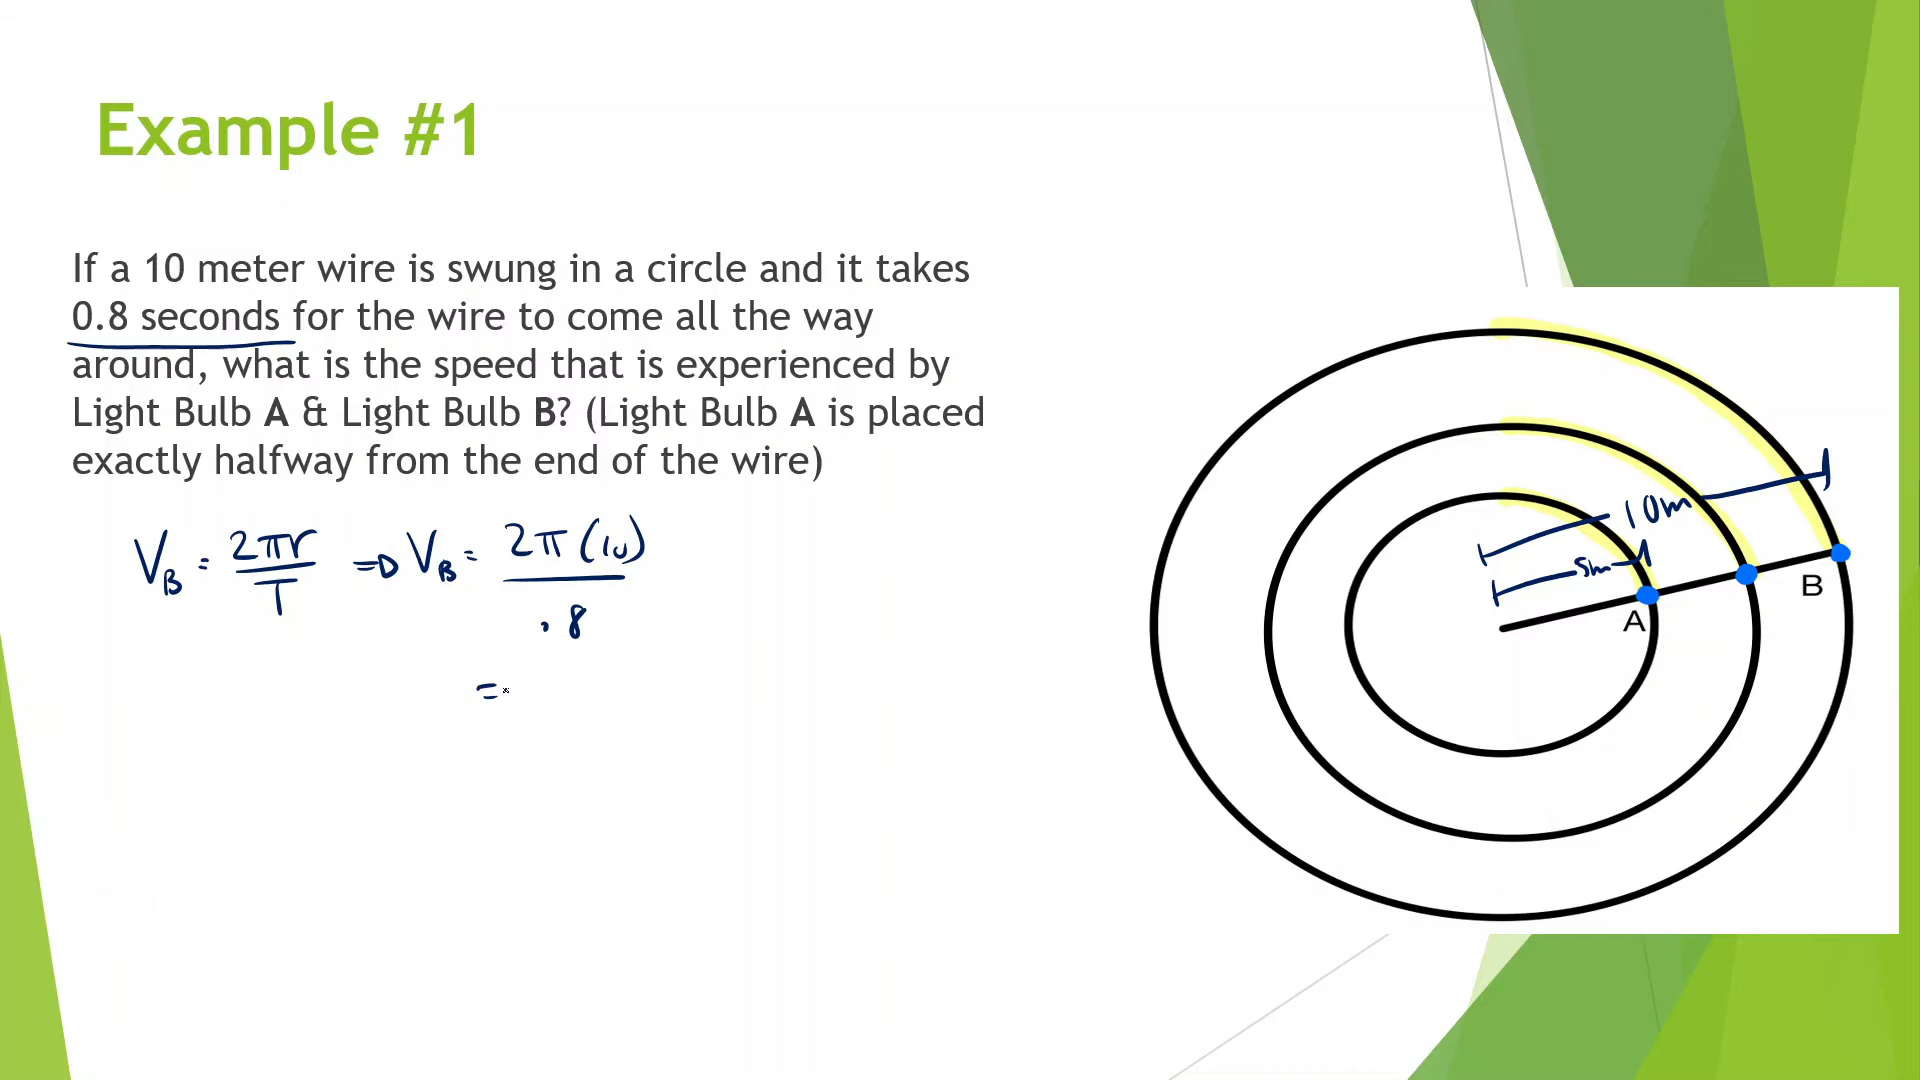 Example #1
If a 10 meter wire is swung in a circle and it takes
0.8 seconds for the wire to come all the way
around, what is the speed that is experienced by
Light Bulb A & Light Bulb B? (Light Bulb A is placed
exactly halfway from the end of the wire)
V_B = 2πr/T => V_B = 2π(10)/.8
=
10m
5m
A
B